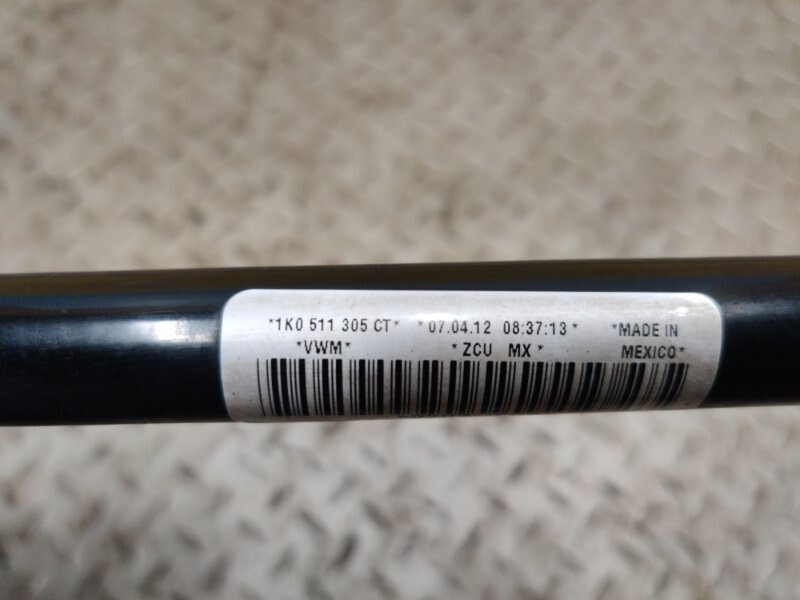 *1K0 511 305 CT* *07.04.12 08:37:13* *MADE IN
*VWM* *ZCU MX* MEXICO*